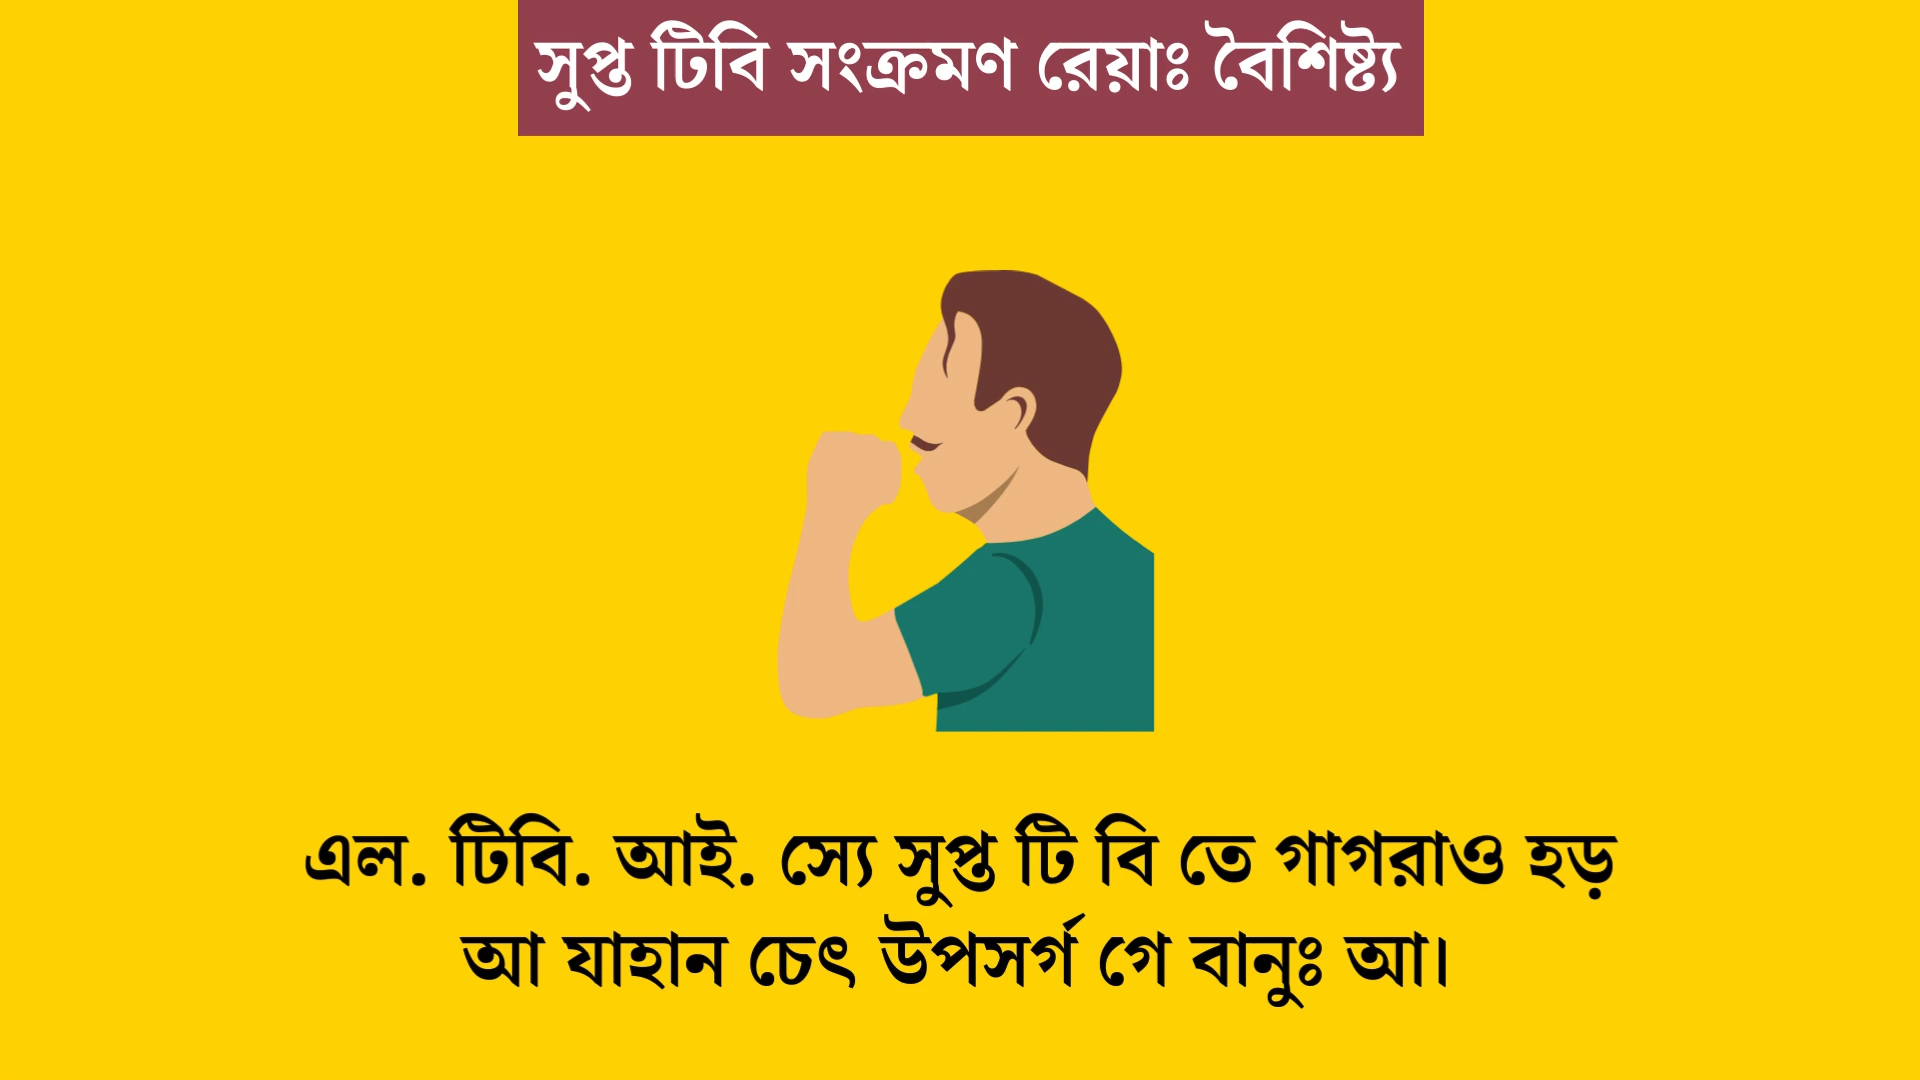 সুপ্ত টিবি সংক্রমণ রেয়াঃ বৈশিষ্ট্য
এল. টিবি. আই. স্যে সুপ্ত টি বি তে গাগরাও হড়
আ যাহান চেৎ উপসর্গ গে বানুঃ আ।